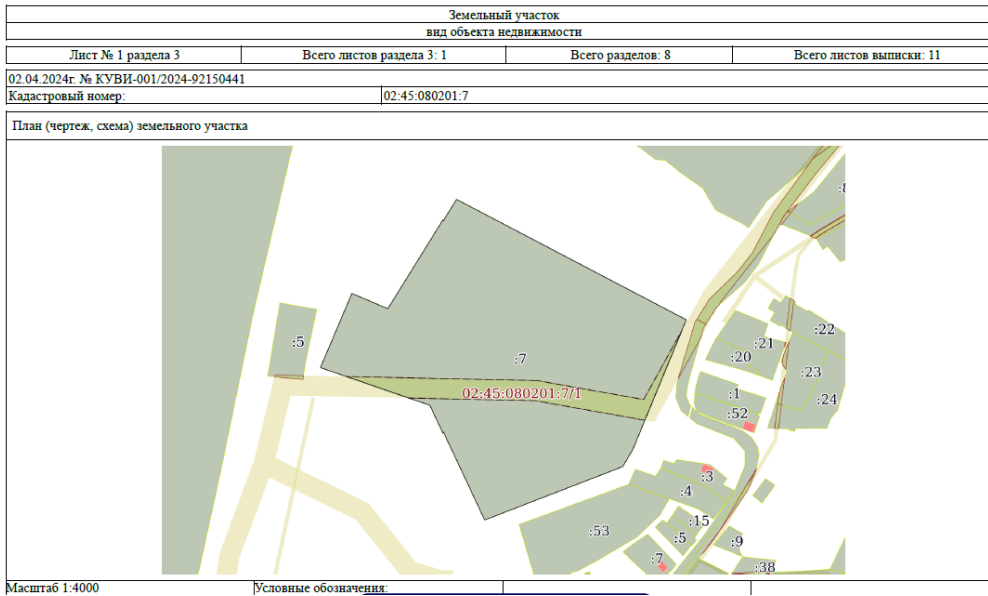 Земельный участок
вид объекта недвижимости
Лист № 1 раздела 3 Всего листов раздела 3: 1 Всего разделов: 8 Всего листов выписки: 11
02.04.2024г. № КУВИ-001/2024-92150441
Кадастровый номер: 02:45:080201:7
План (чертеж, схема) земельного участка
:8
:5
:7
02:45:080201:7/1
:22
:21
:20
:23
:1
:24
:52
:3
:4
:15
:53
:5
:9
:7
:38
Масштаб 1:4000 Условные обозначения: